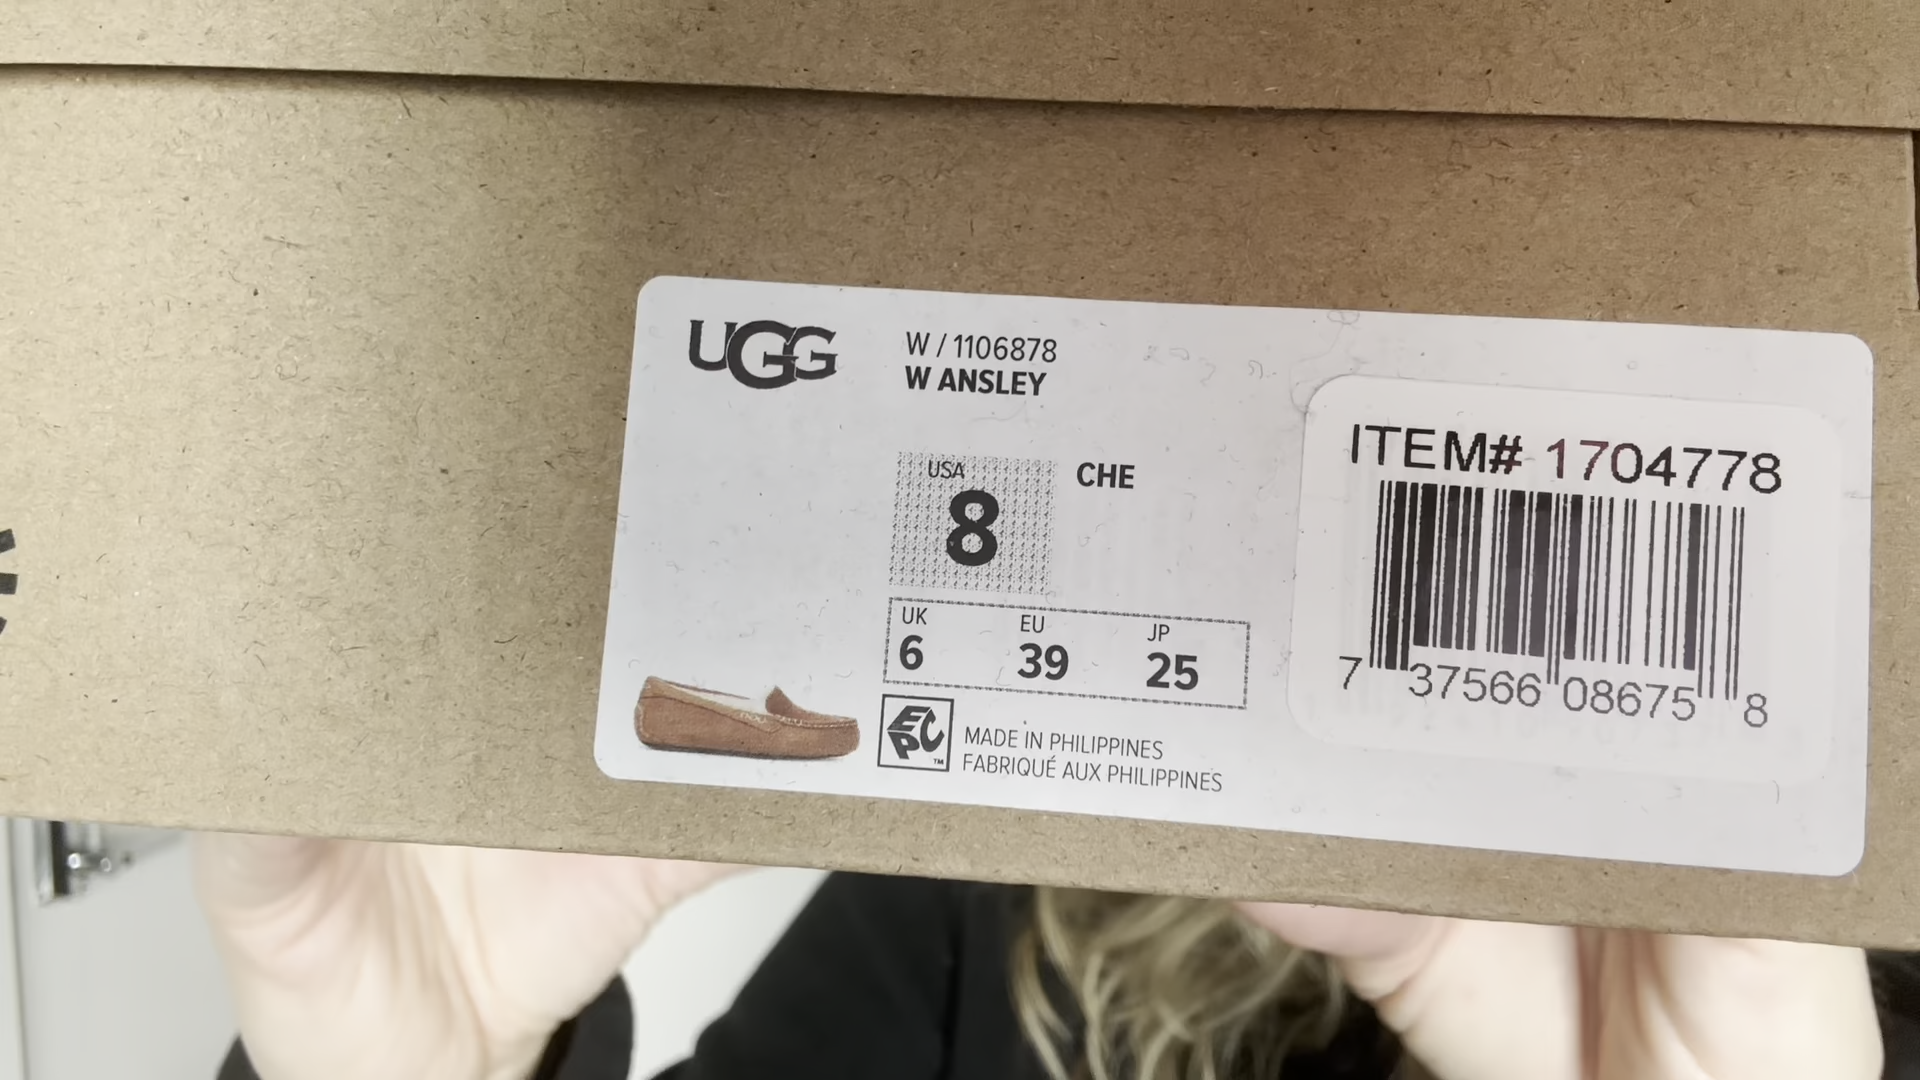 UGG
W / 1106878
W ANSLEY
USA
8
CHE
UK EU JP
6 39 25
EPC™
MADE IN PHILIPPINES
FABRIQUÉ AUX PHILIPPINES
ITEM# 1704778
7 37566 08675 8